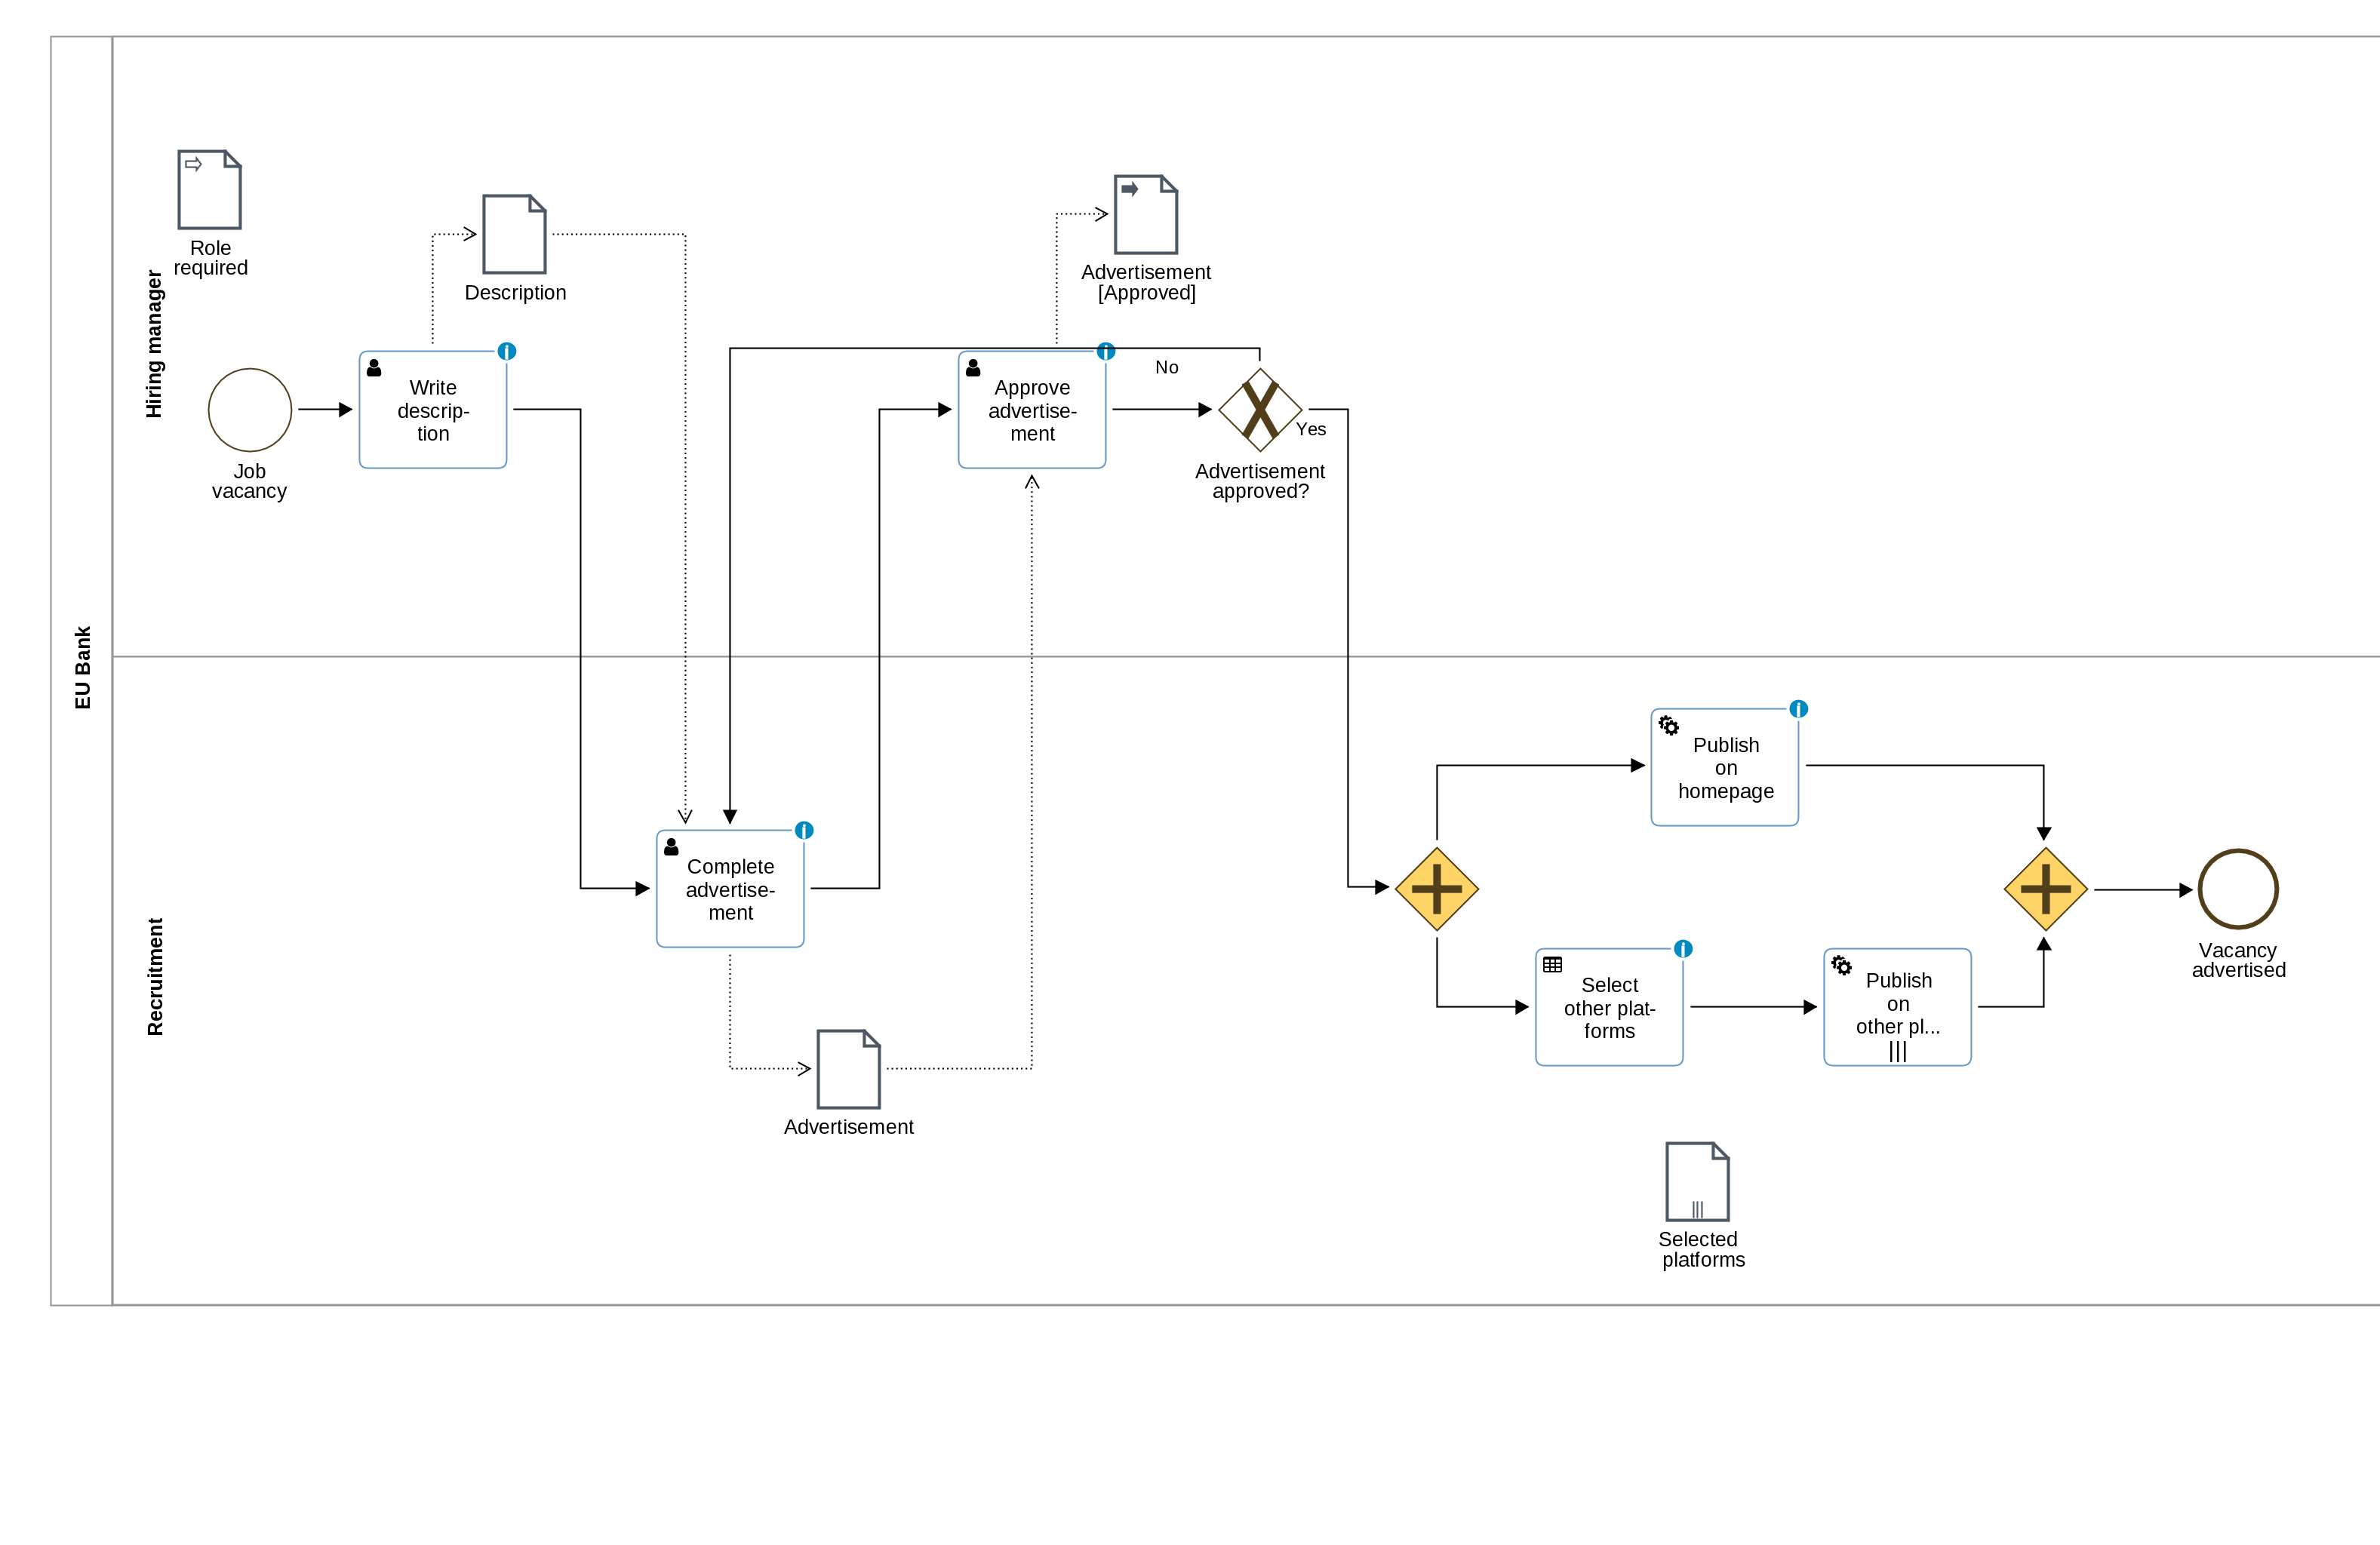 EU Bank
Hiring manager
Role
required
Job
vacancy
Write
descrip-
tion
Description
Approve
advertise-
ment
Advertisement
[Approved]
No
Yes
Advertisement
approved?
Recruitment
Complete
advertise-
ment
Advertisement
Publish
on
homepage
Select
other plat-
forms
Publish
on
other pl...
Selected
platforms
Vacancy
advertised